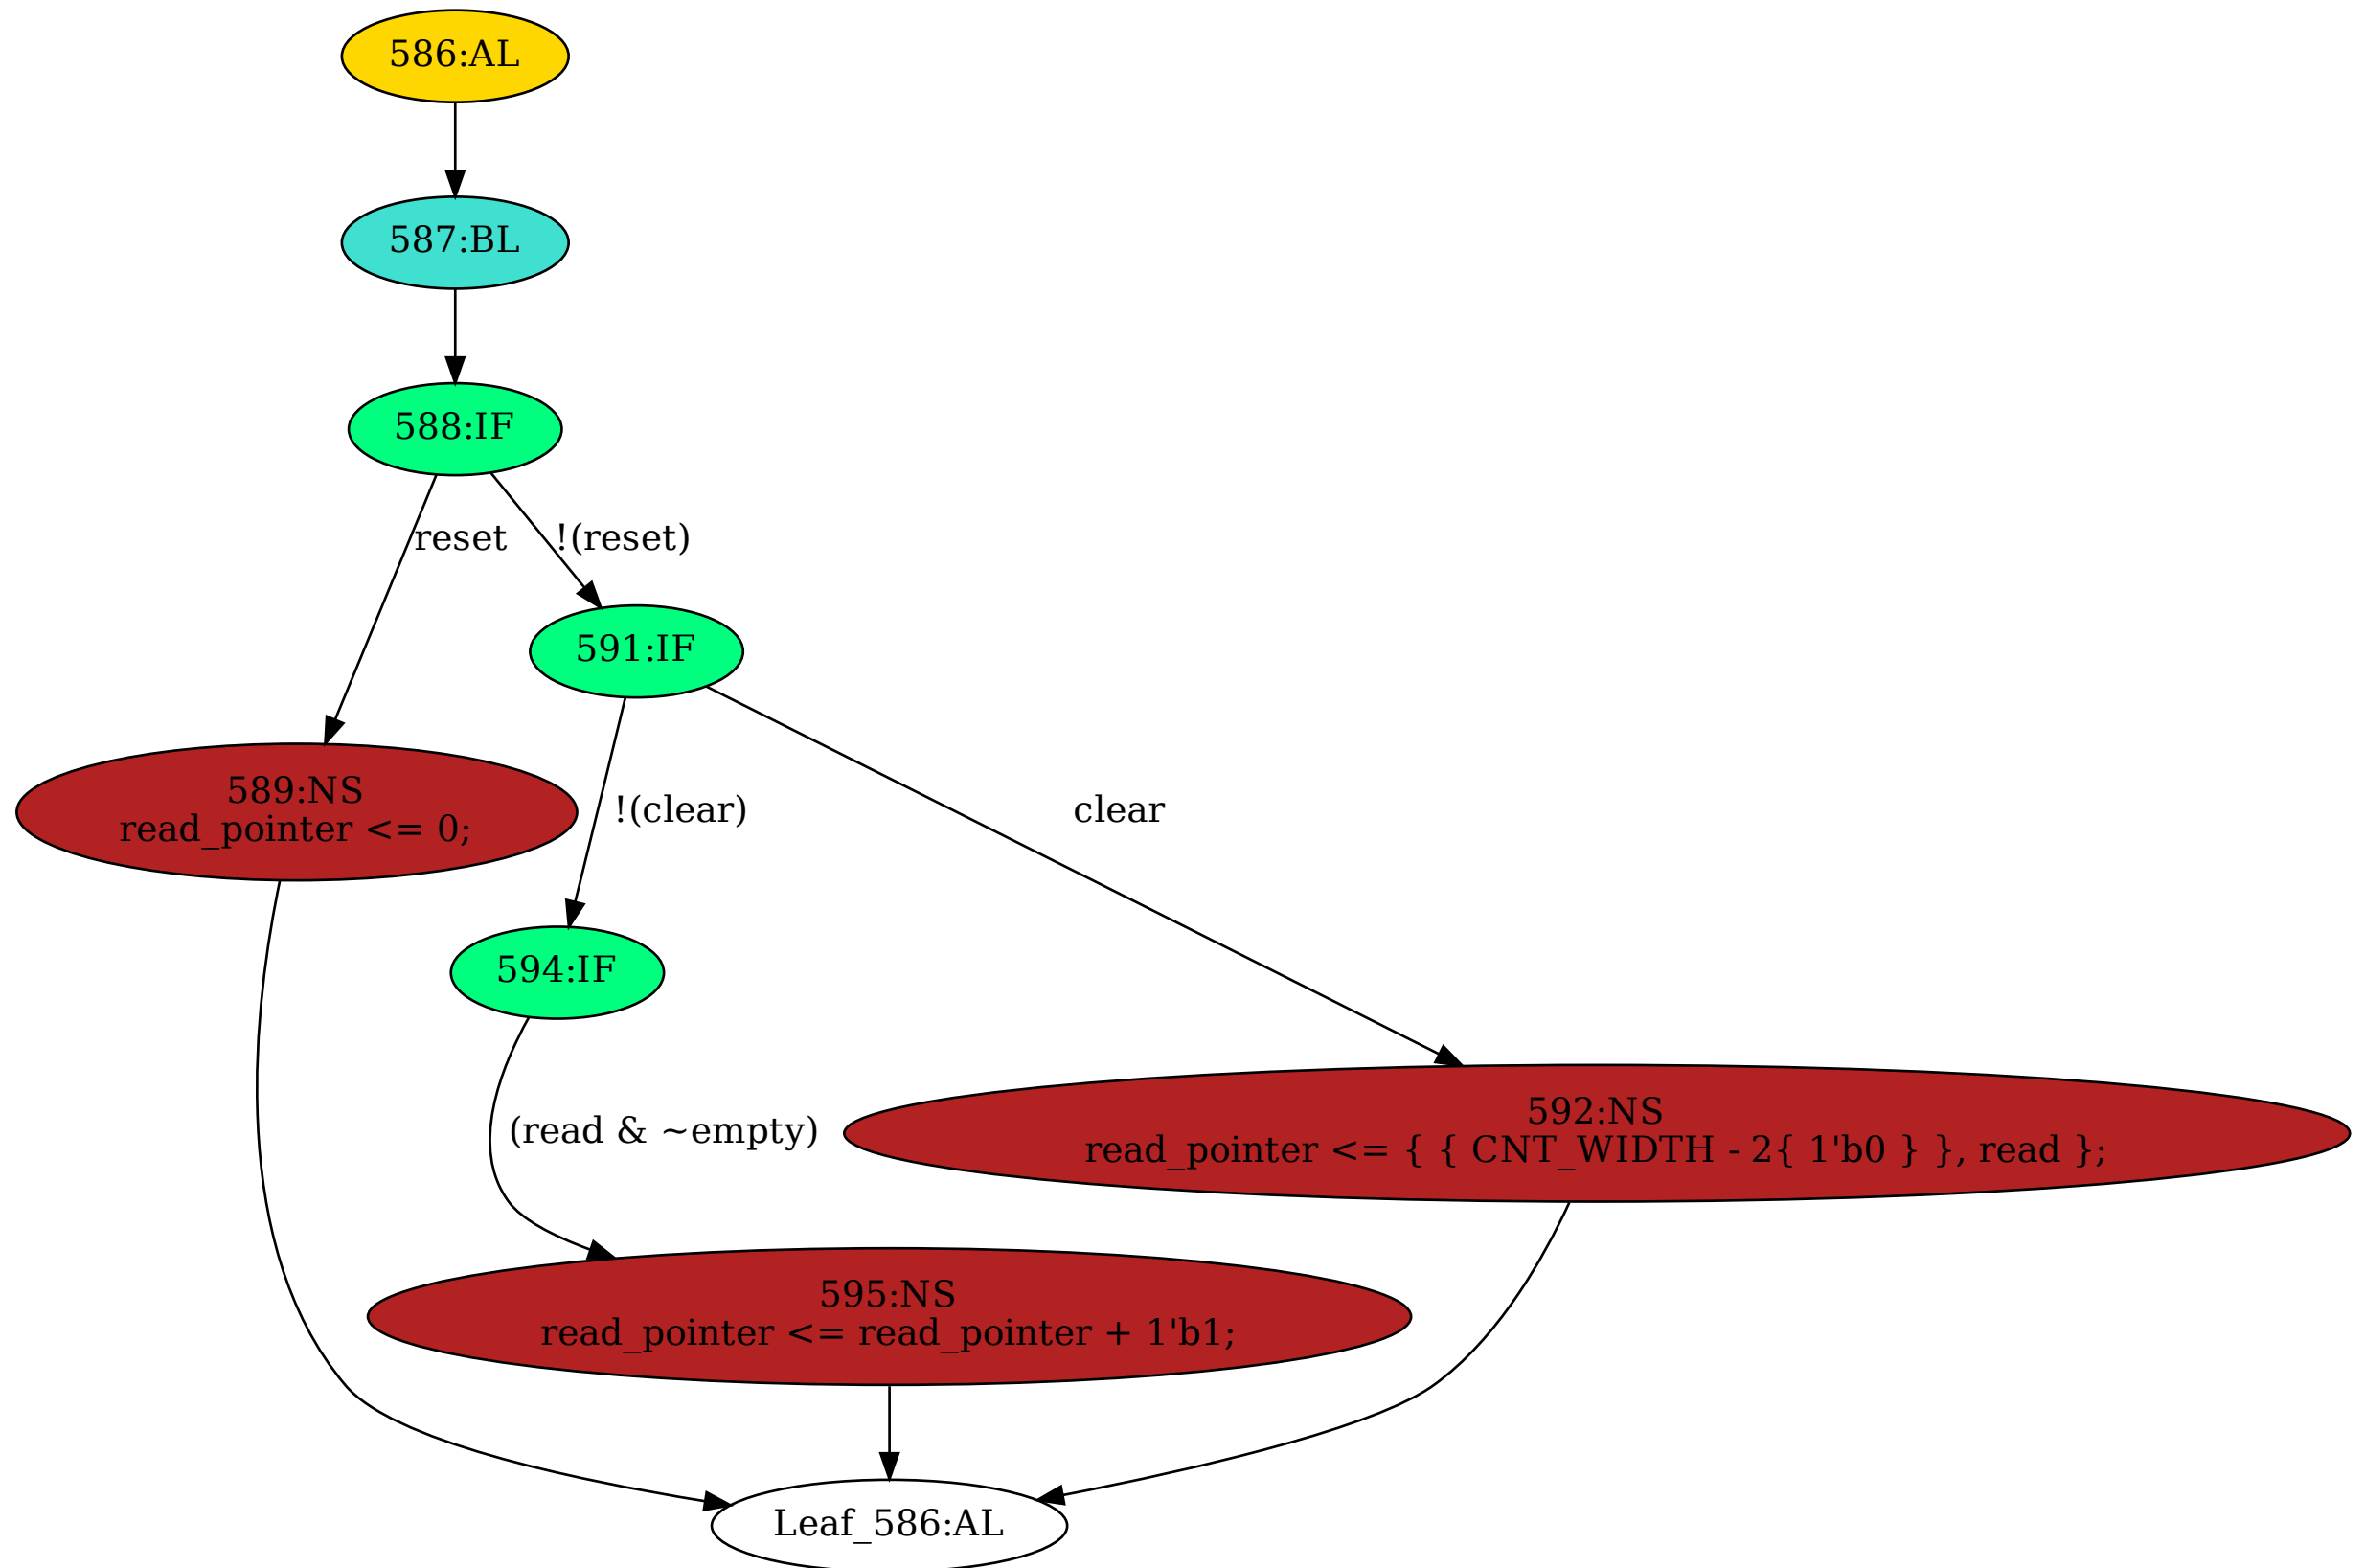 586:AL
587:BL
588:IF
reset
!(reset)
591:IF
589:NS
read_pointer <= 0;
!(clear)
clear
594:IF
(read & ~empty)
592:NS
read_pointer <= { { CNT_WIDTH - 2{ 1'b0 } }, read };
595:NS
read_pointer <= read_pointer + 1'b1;
Leaf_586:AL